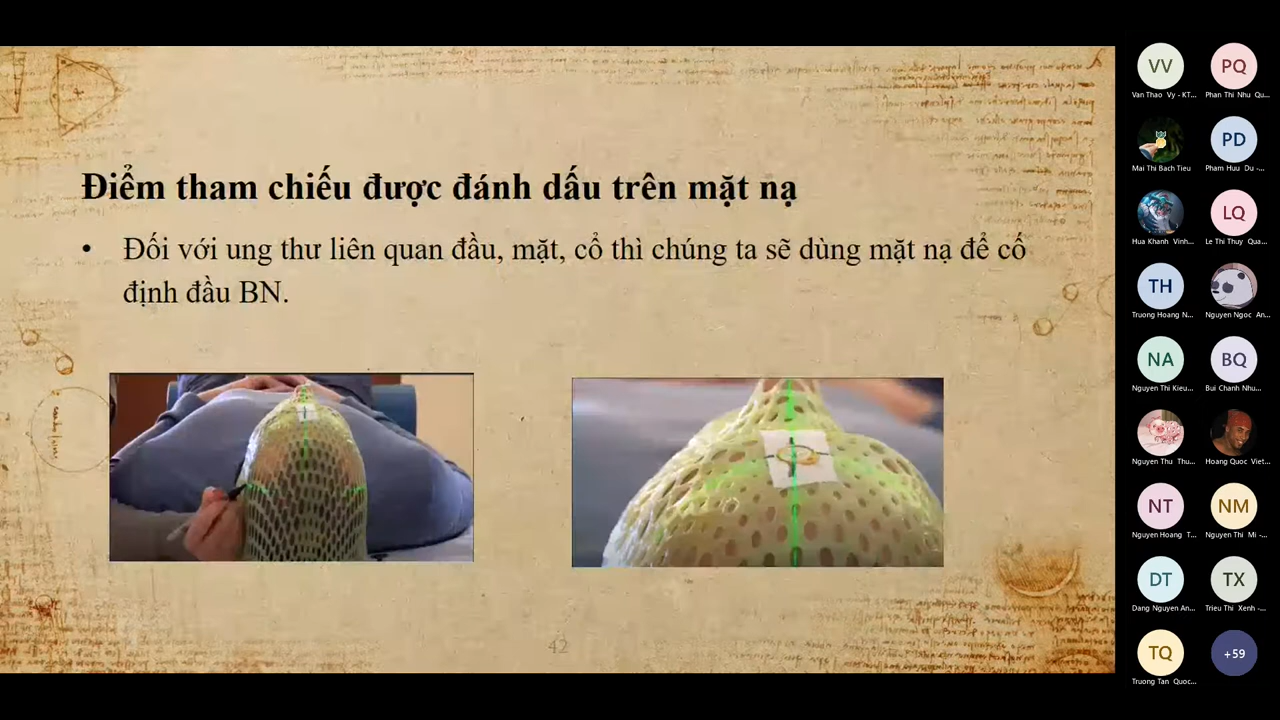 Điểm tham chiếu được đánh dấu trên mặt nạ
• Đối với ung thư liên quan đầu, mặt, cổ thì chúng ta sẽ dùng mặt nạ để cố
định đầu BN.
42
VV
Van Thao Vy - KT...
PQ
Phan Thi Nhu Qu...
Mai Thi Bach Tieu
PD
Pham Huu Du -...
Hua Khanh Vinh...
LQ
Le Thi Thuy Qua...
TH
Truong Hoang N...
Nguyen Ngoc An...
NA
Nguyen Thi Kieu...
BQ
Bui Chanh Nhu...
Nguyen Thu Thu...
Hoang Quoc Viet...
NT
Nguyen Hoang T...
NM
Nguyen Thi Mi -...
DT
Dang Nguyen An...
TX
Trieu Thi Xenh -...
TQ
Truong Tan Quoc...
+59